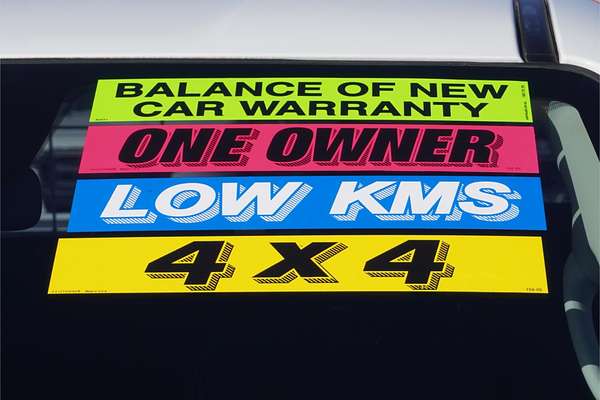 BALANCE OF NEW
CAR WARRANTY
ONE OWNER
LOW KMS
4 x 4